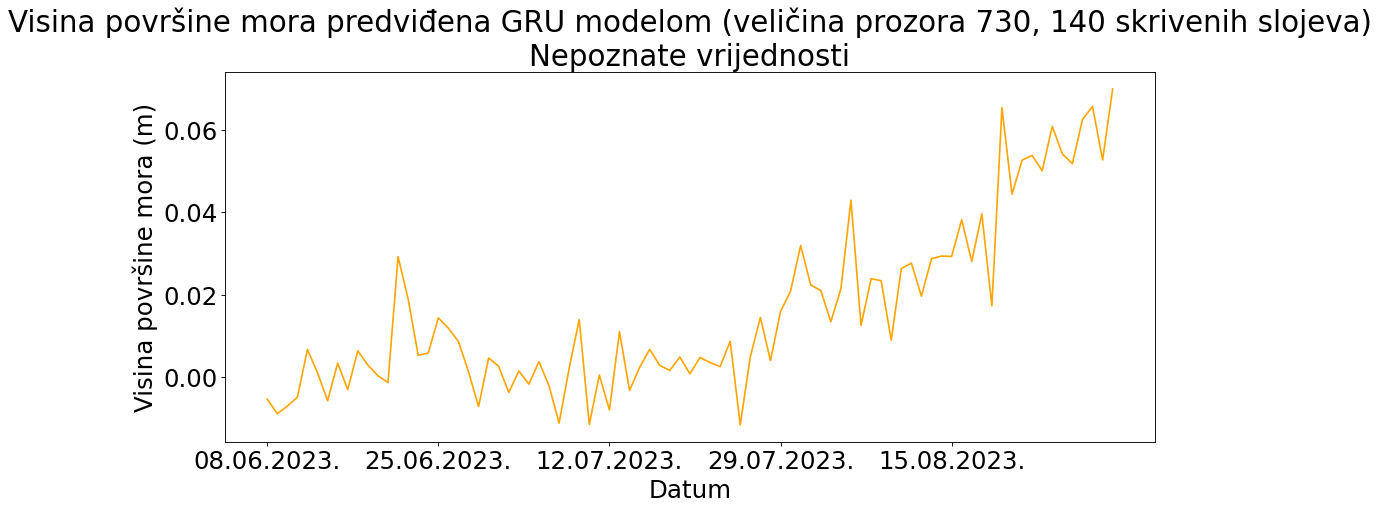 Visina površine mora predviđena GRU modelom (veličina prozora 730, 140 skrivenih slojeva)
Nepoznate vrijednosti
Visina površine mora (m)
0.06
0.04
0.02
0.00
08.06.2023. 25.06.2023. 12.07.2023. 29.07.2023. 15.08.2023.
Datum